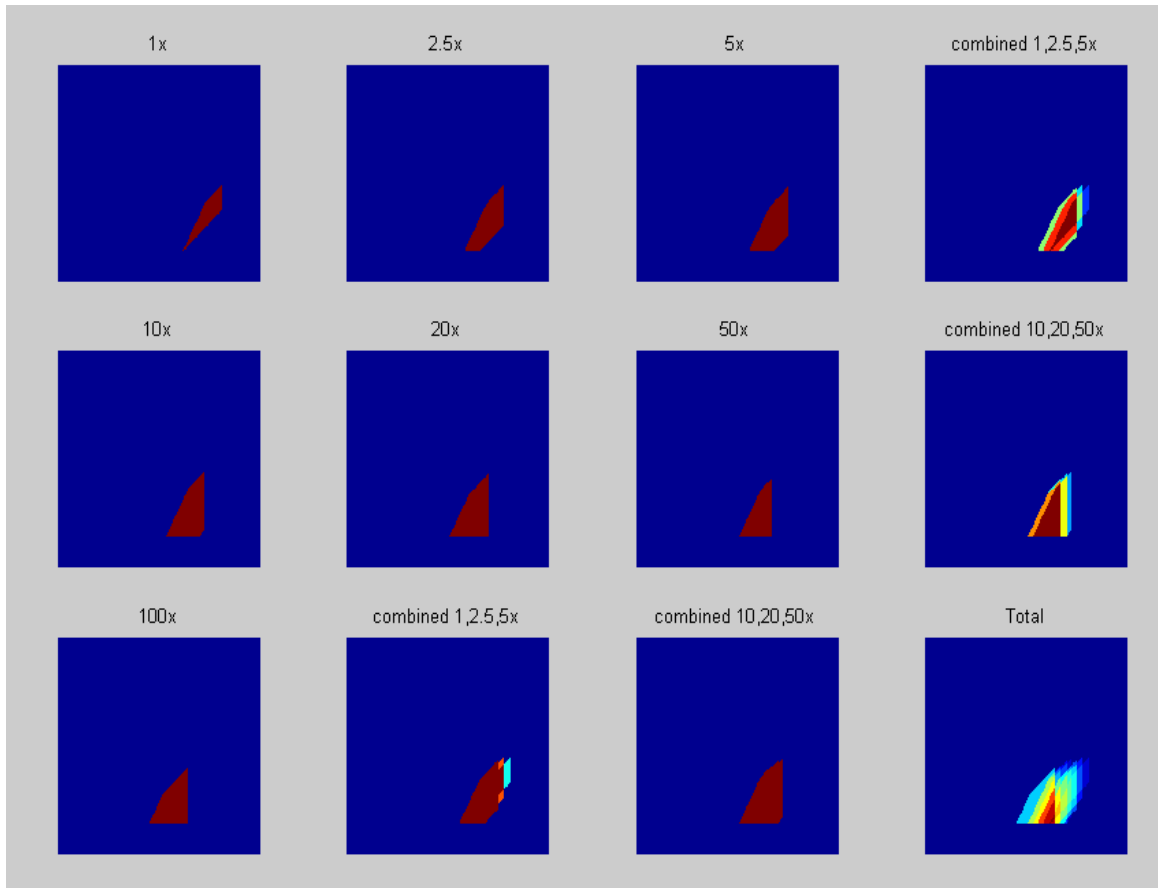 1x
2.5x
5x
combined 1,2.5,5x
10x
20x
50x
combined 10,20,50x
100x
combined 1,2.5,5x
combined 10,20,50x
Total